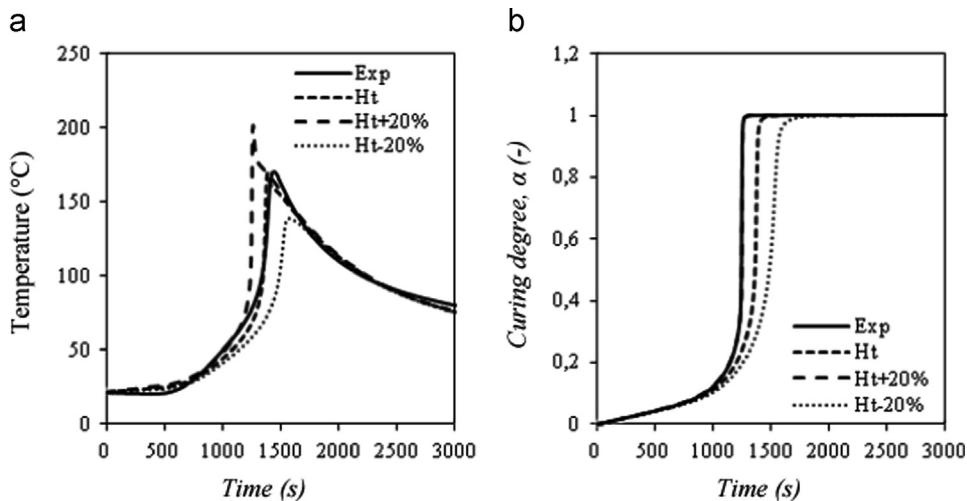 a
250
200
150
100
50
0
Temperature (°C)
Exp
Ht
Ht+20%
Ht-20%
0 500 1000 1500 2000 2500 3000
Time (s)
b
1,2
1
0,8
0,6
0,4
0,2
0
Curing degree, α (-)
Exp
Ht
Ht+20%
Ht-20%
0 500 1000 1500 2000 2500 3000
Time (s)